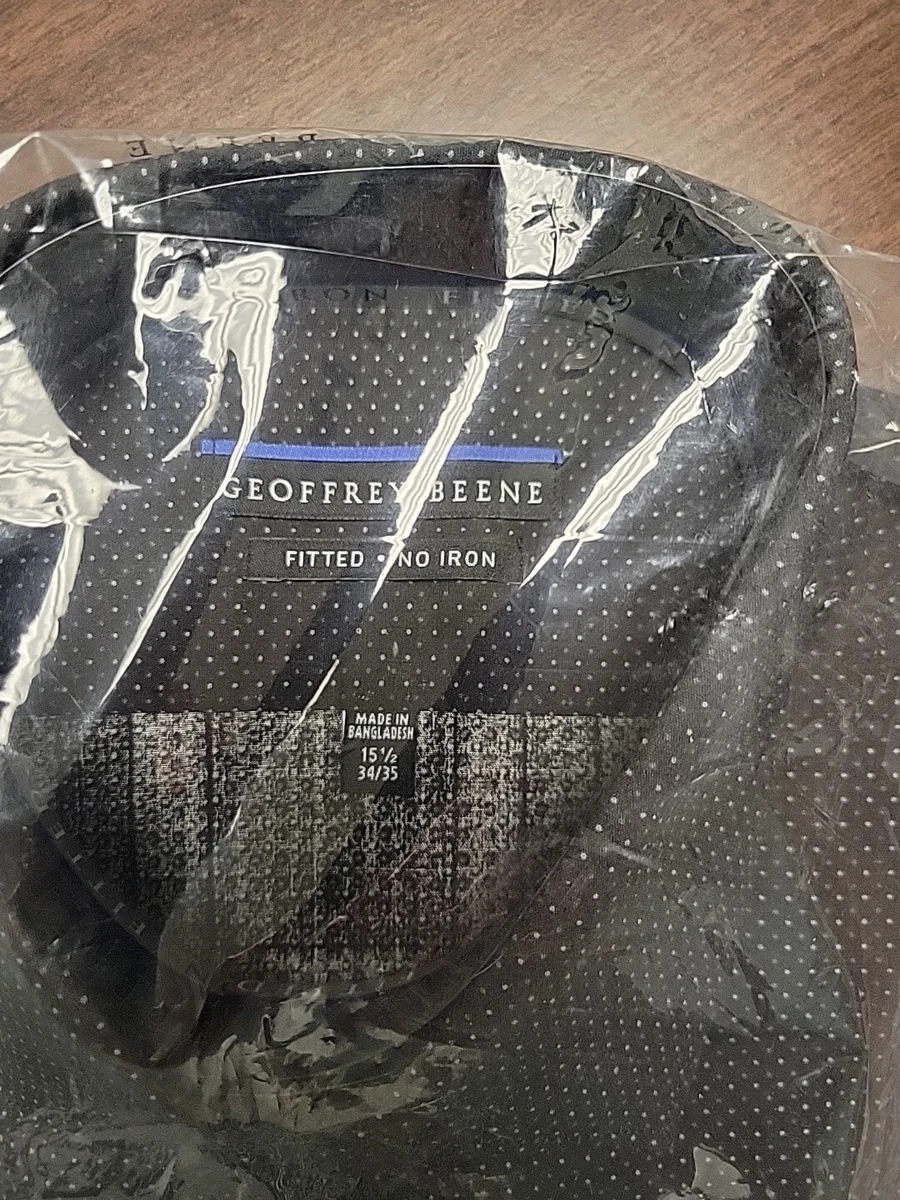 GEOFFREY BEENE
FITTED • NO IRON
MADE IN
BANGLADESH
15 1/2
34/35